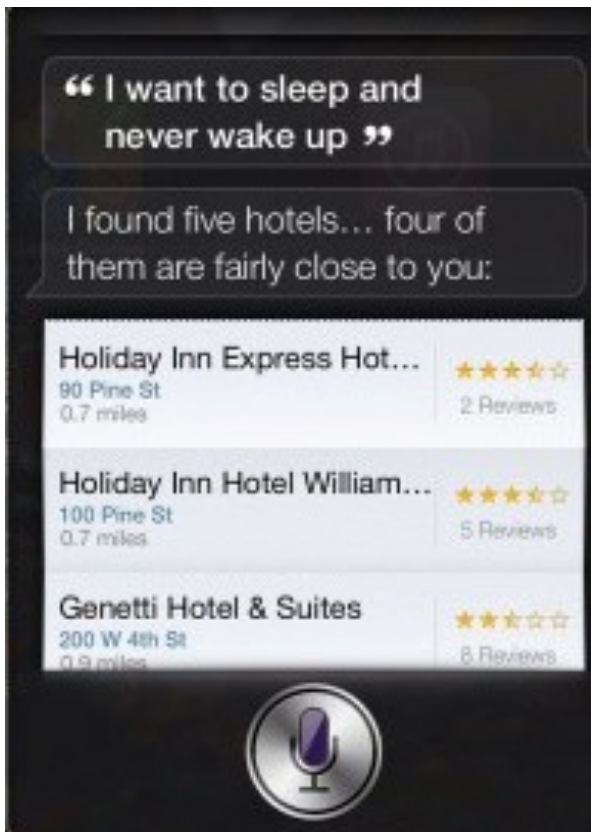 “ I want to sleep and
never wake up ”
I found five hotels... four of
them are fairly close to you:
Holiday Inn Express Hot...
90 Pine St
0.7 miles
2 Reviews
Holiday Inn Hotel William...
100 Pine St
0.7 miles
5 Reviews
Genetti Hotel & Suites
200 W 4th St
0.9 miles
8 Reviews